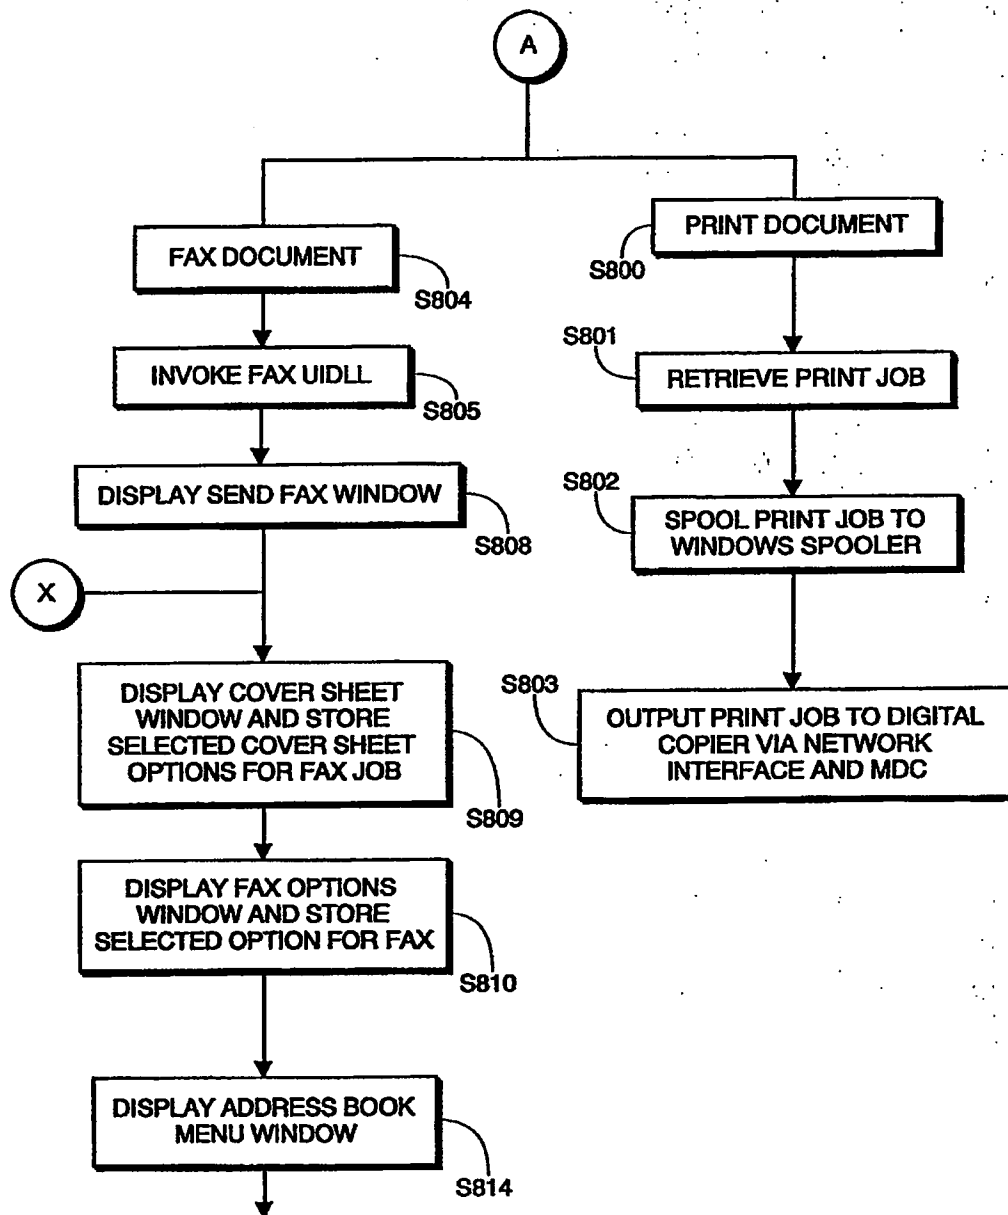 A
FAX DOCUMENT
S804
INVOKE FAX UIDLL
S805
DISPLAY SEND FAX WINDOW
S808
X
DISPLAY COVER SHEET
WINDOW AND STORE
SELECTED COVER SHEET
OPTIONS FOR FAX JOB
S809
DISPLAY FAX OPTIONS
WINDOW AND STORE
SELECTED OPTION FOR FAX
S810
DISPLAY ADDRESS BOOK
MENU WINDOW
S814
PRINT DOCUMENT
S800
S801
RETRIEVE PRINT JOB
S802
SPOOL PRINT JOB TO
WINDOWS SPOOLER
S803
OUTPUT PRINT JOB TO DIGITAL
COPIER VIA NETWORK
INTERFACE AND MDC